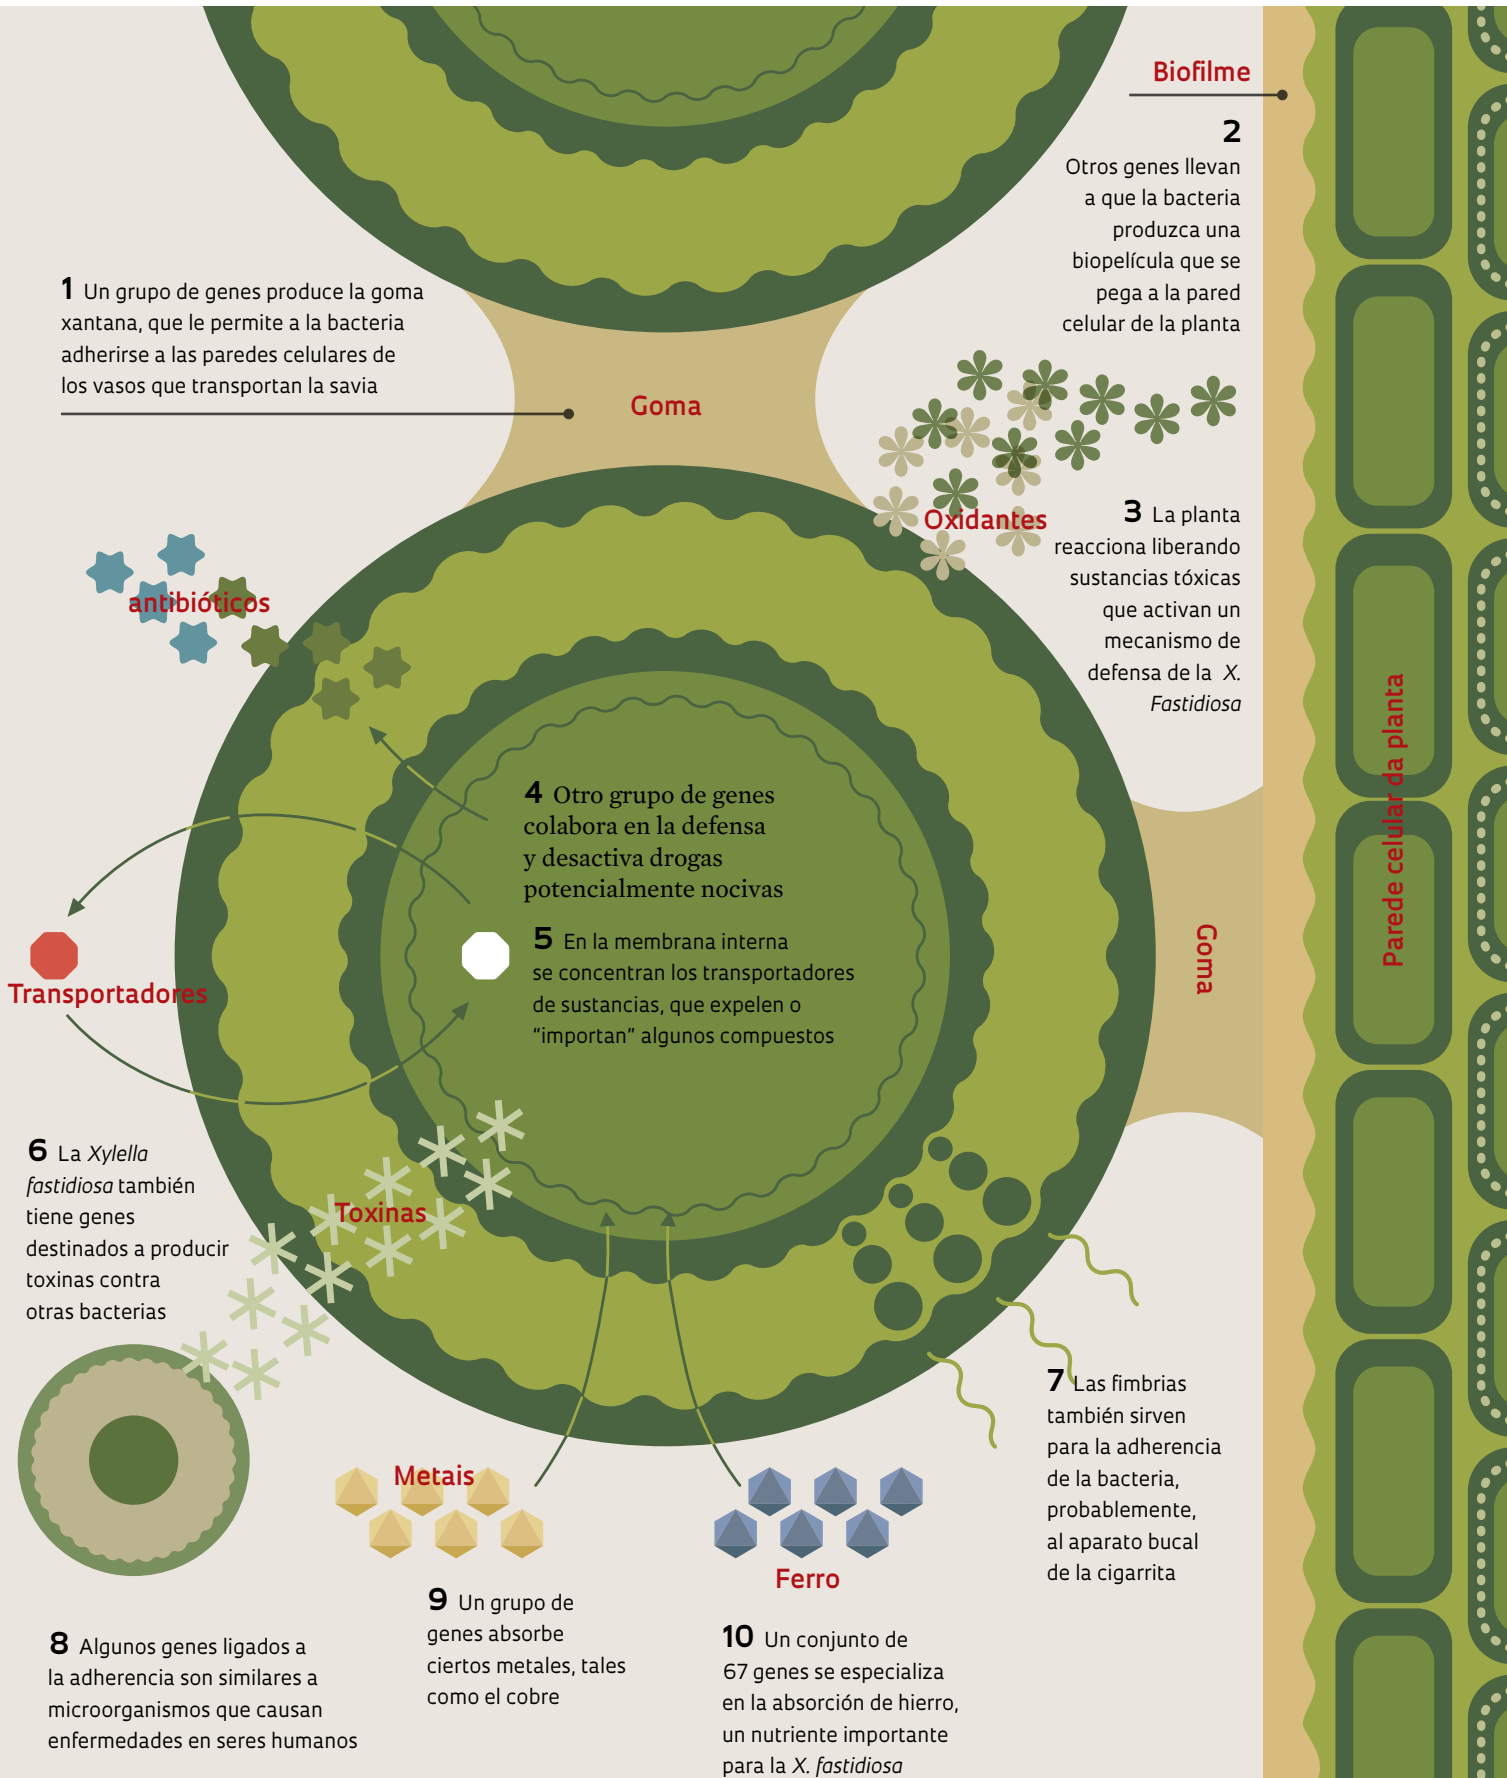 Biofilme
1 Un grupo de genes produce la goma
xantana, que le permite a la bacteria
adherirse a las paredes celulares de
los vasos que transportan la savia
Goma
2
Otros genes llevan
a que la bacteria
produzca una
biopelícula que se
pega a la pared
celular de la planta
Oxidantes
3 La planta
reacciona liberando
sustancias tóxicas
que activan un
mecanismo de
defensa de la X.
Fastidiosa
antibióticos
4 Otro grupo de genes
colabora en la defensa
y desactiva drogas
potencialmente nocivas
5 En la membrana interna
se concentran los transportadores
de sustancias, que expelen o
“importan” algunos compuestos
Transportadores
Goma
Parede celular da planta
6 La Xylella
fastidiosa también
tiene genes
destinados a producir
toxinas contra
otras bacterias
Toxinas
7 Las fimbrias
también sirven
para la adherencia
de la bacteria,
probablemente,
al aparato bucal
de la cigarrita
Metais
Ferro
8 Algunos genes ligados a
la adherencia son similares a
microorganismos que causan
enfermedades en seres humanos
9 Un grupo de
genes absorbe
ciertos metales, tales
como el cobre
10 Un conjunto de
67 genes se especializa
en la absorción de hierro,
un nutriente importante
para la X. fastidiosa